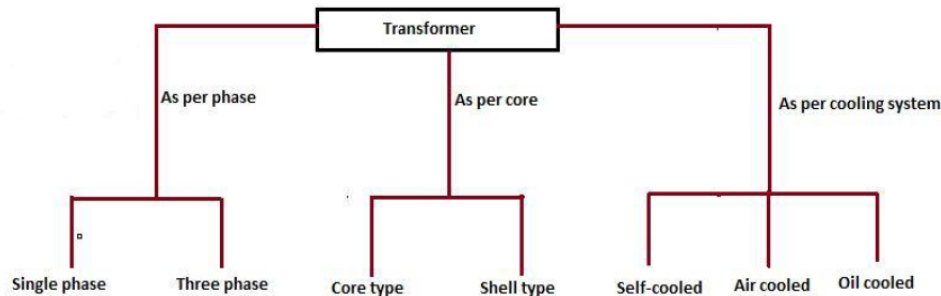 Transformer
As per phase
As per core
As per cooling system
Single phase
Three phase
Core type
Shell type
Self-cooled
Air cooled
Oil cooled